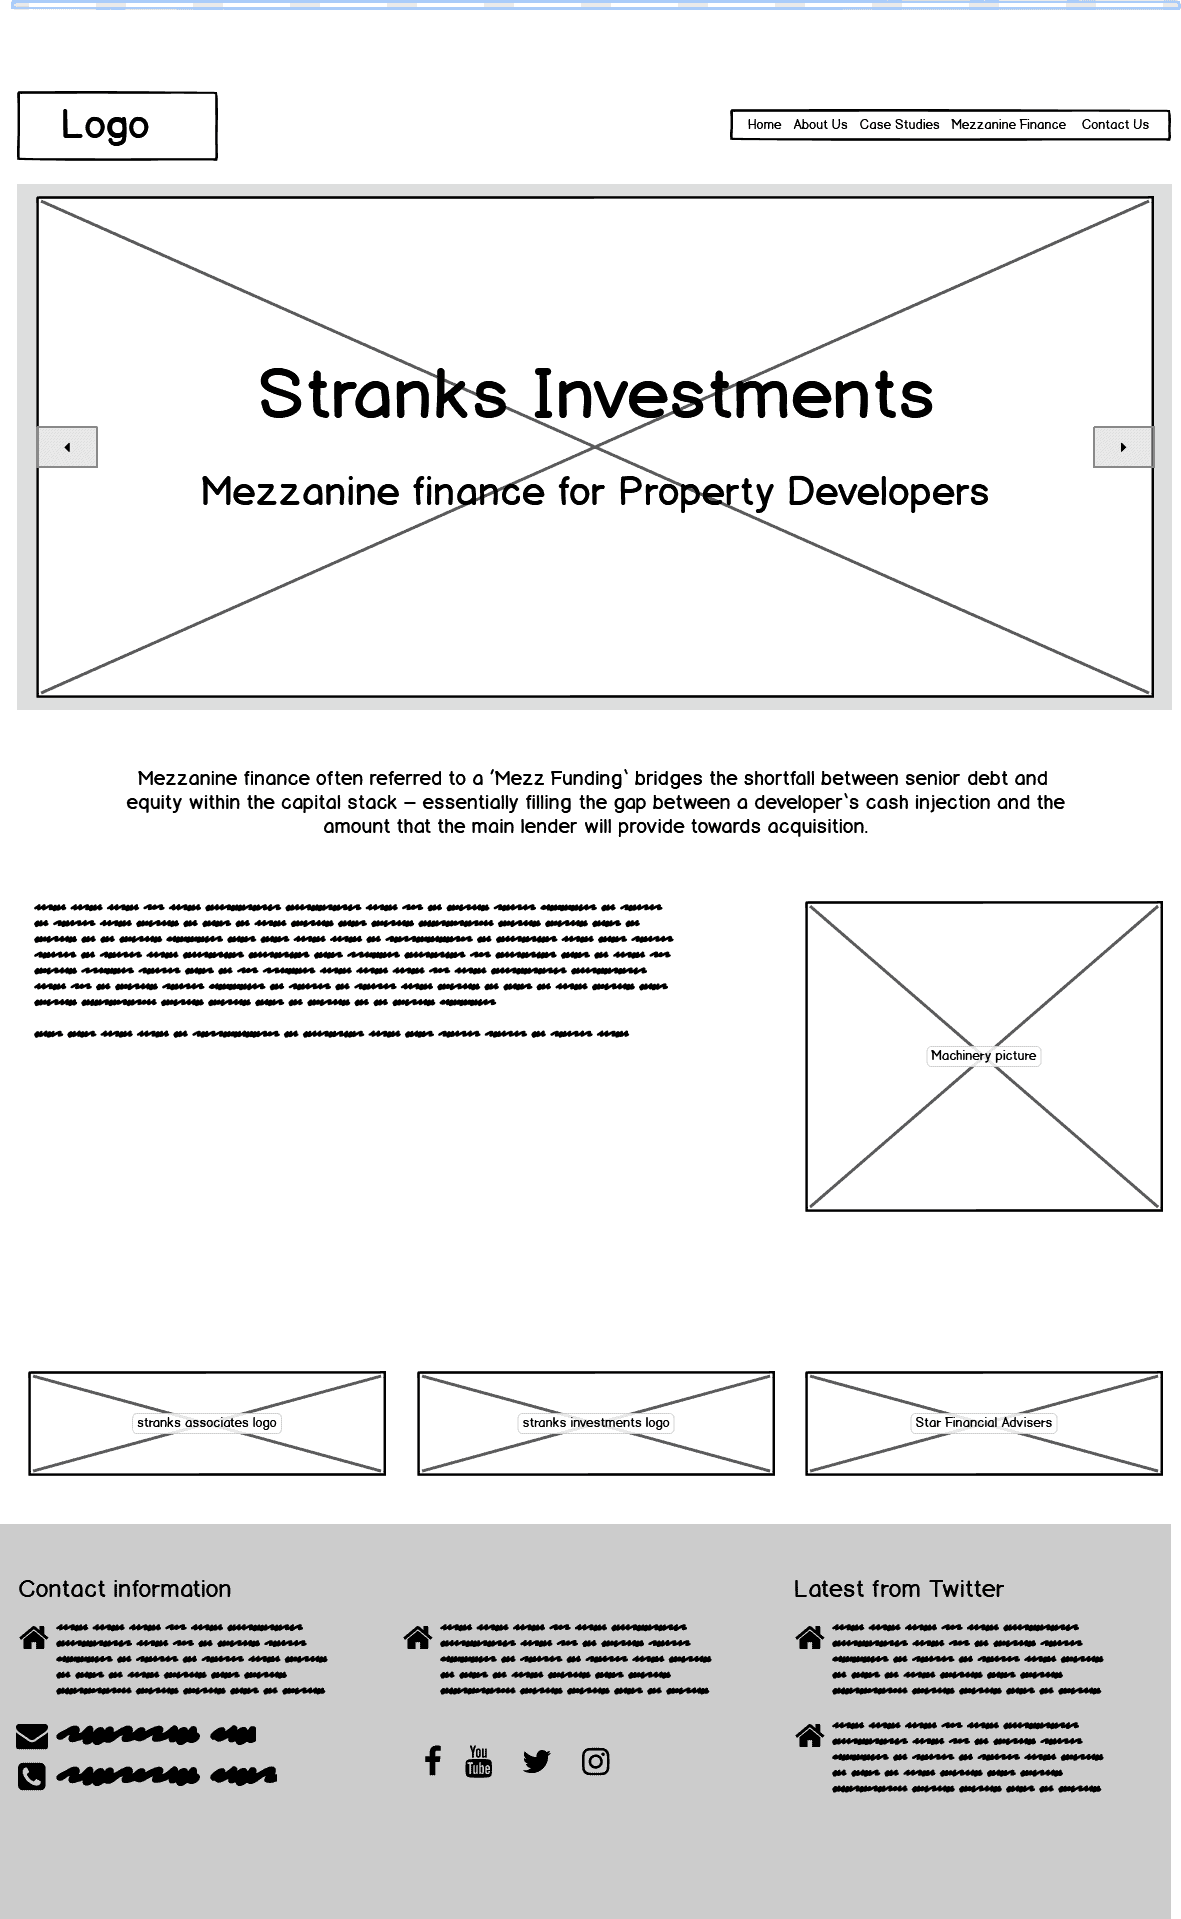 Logo
Home About Us Case Studies Mezzanine Finance Contact Us
Stranks Investments
Mezzanine finance for Property Developers
Mezzanine finance often referred to a ‘Mezz Funding‛ bridges the shortfall between senior debt and
equity within the capital stack – essentially filling the gap between a developer‛s cash injection and the
amount that the main lender will provide towards acquisition.
Machinery picture
stranks associates logo
stranks investments logo
Star Financial Advisers
Contact information
Latest from Twitter
You
Tube